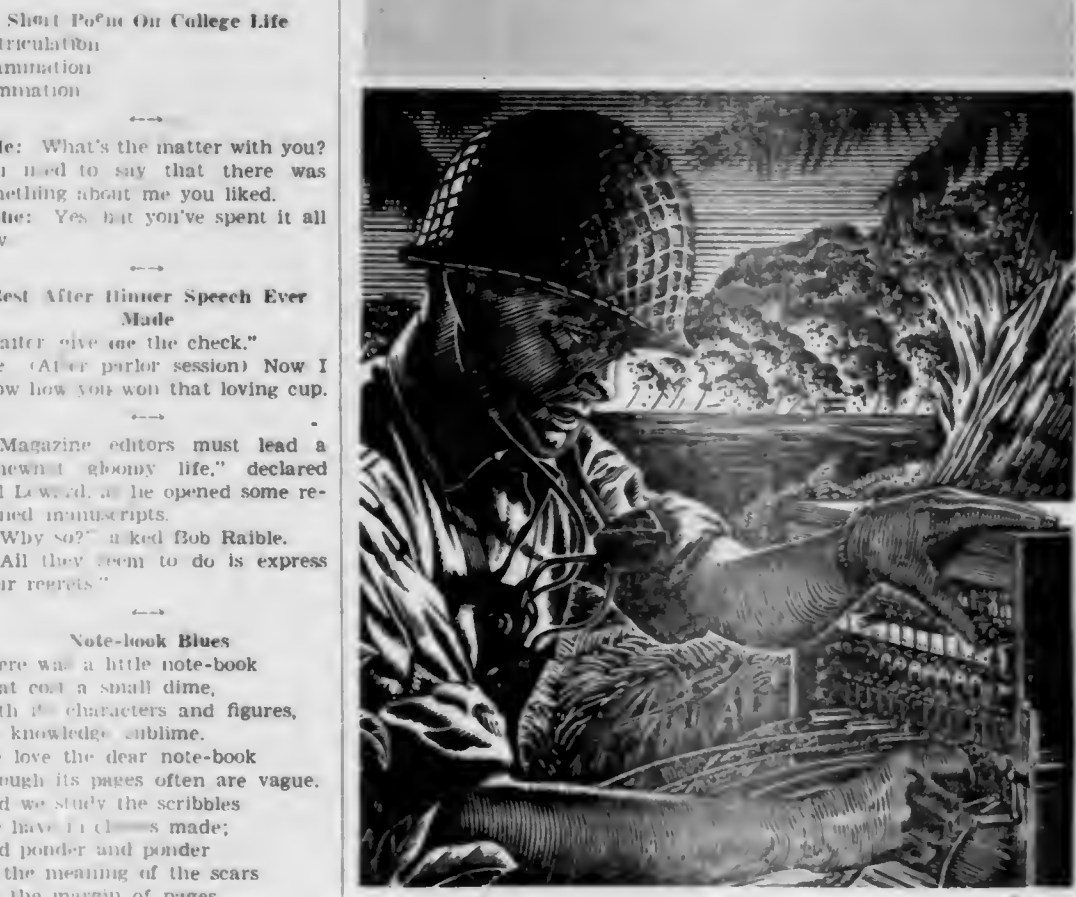 Short Poem On College Life
triculation
amination
mmation
le: What's the matter with you?
u used to say that there was
mething about me you liked.
he: Yes but you've spent it all
w
est After Dinner Speech Ever
Made
aiter give me the check."
e (After parlor session) Now I
ow how you won that loving cup.
Magazine editors must lead a
mewhat gloomy life," declared
l as he opened some re-
ned manuscripts.
Why so?" asked Bob Raible.
All they seem to do is express
ir regrets."
Note-book Blues
ere was a little note-book
at cost a small dime,
th its characters and figures,
knowledge sublime.
e love the dear note-book
ough its pages often are vague.
d we study the scribbles
e have in made;
d ponder and ponder
the meaning of the scars
the margin of pages